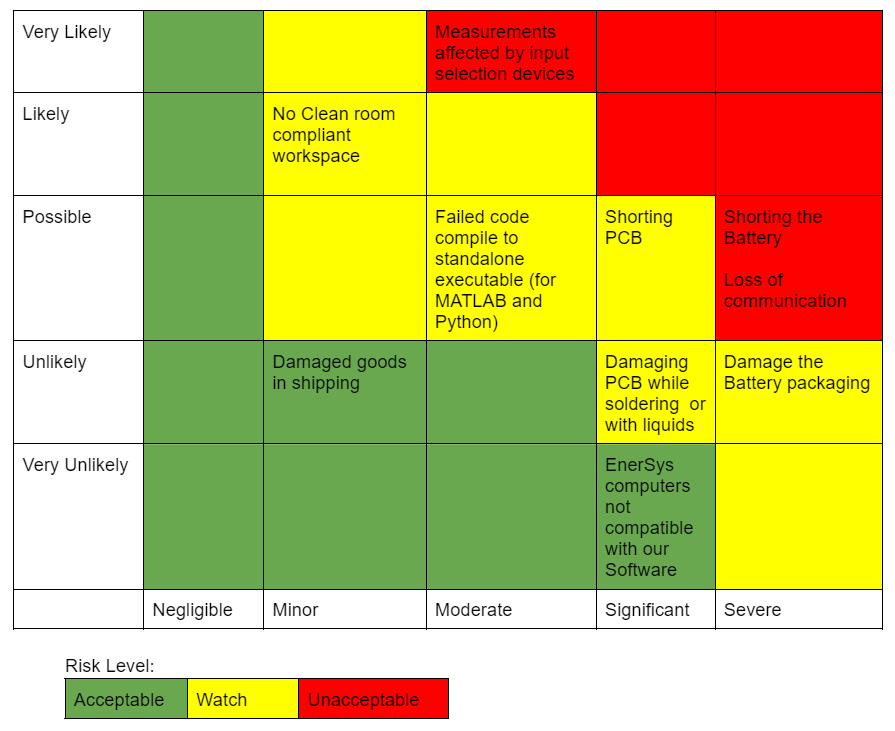 Very Likely
Measurements
affected by input
selection devices
Likely
No Clean room
compliant
workspace
Possible
Failed code
compile to
standalone
executable (for
MATLAB and
Python)
Shorting
PCB
Shorting the
Battery
Loss of
communication
Unlikely
Damaged goods
in shipping
Damaging
PCB while
soldering or
with liquids
Damage the
Battery packaging
Very Unlikely
EnerSys
computers
not
compatible
with our
Software
Negligible
Minor
Moderate
Significant
Severe
Risk Level:
Acceptable
Watch
Unacceptable